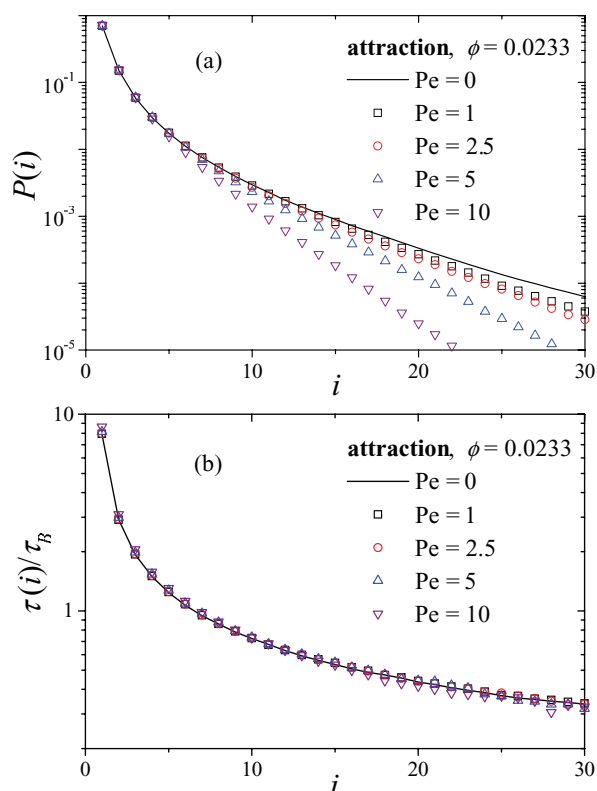 10⁻¹
10⁻³
10⁻⁵
P(i)
(a)
attraction, ϕ = 0.0233
Pe = 0
Pe = 1
Pe = 2.5
Pe = 5
Pe = 10
0 10 20 30
i
10
1
τ(i)/τ_B
(b)
attraction, ϕ = 0.0233
Pe = 0
Pe = 1
Pe = 2.5
Pe = 5
Pe = 10
0 10 20 30
i